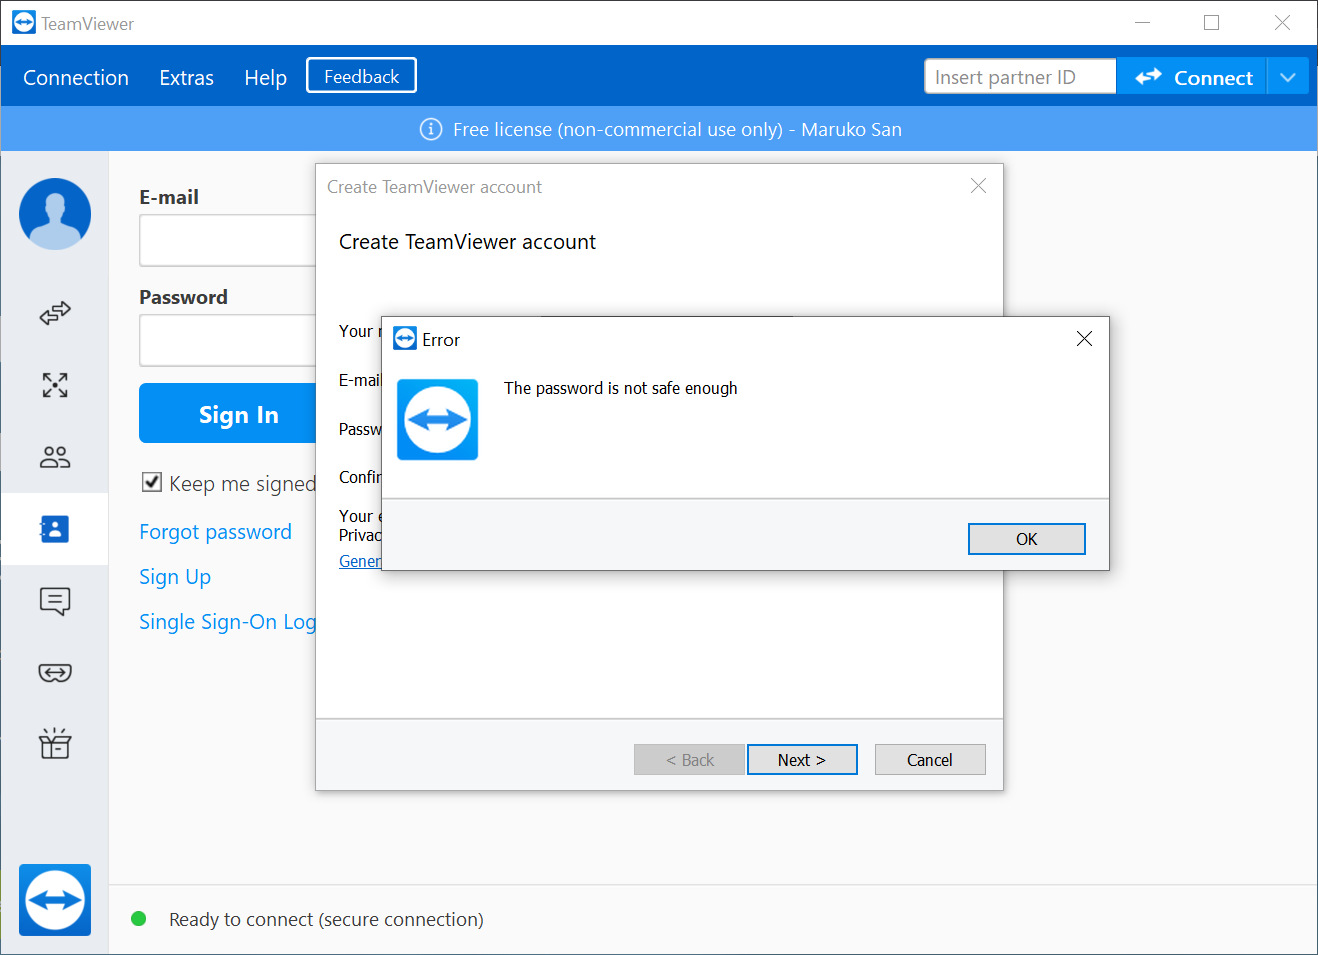 TeamViewer
Connection Extras Help Feedback
Insert partner ID Connect
Free license (non-commercial use only) - Maruko San
E-mail
Password
Sign In
Keep me signed
Forgot password
Sign Up
Single Sign-On Log
Create TeamViewer account
Create TeamViewer account
Your
E-mail
Passw
Confir
Your
Privac
Gener
Error
The password is not safe enough
OK
< Back Next > Cancel
Ready to connect (secure connection)